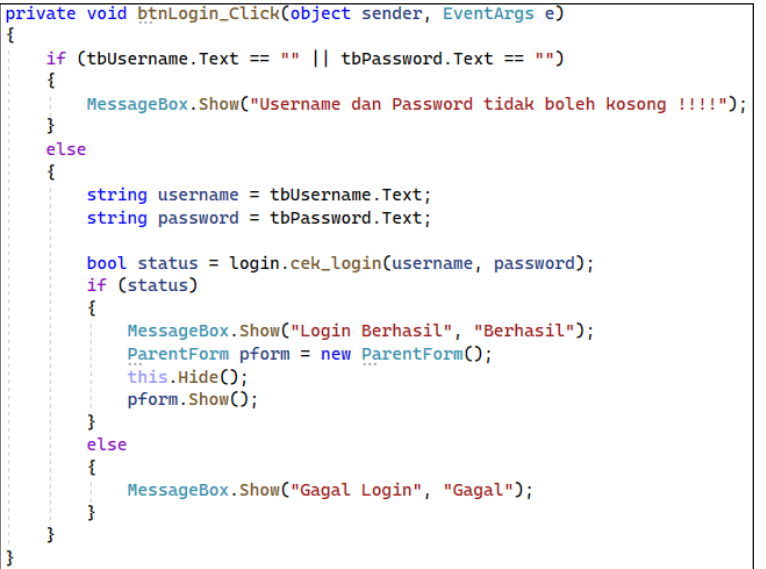 private void btnLogin_Click(object sender, EventArgs e)
{
    if (tbUsername.Text == "" || tbPassword.Text == "")
    {
        MessageBox.Show("Username dan Password tidak boleh kosong !!!!");
    }
    else
    {
        string username = tbUsername.Text;
        string password = tbPassword.Text;

        bool status = login.cek_login(username, password);
        if (status)
        {
            MessageBox.Show("Login Berhasil", "Berhasil");
            ParentForm pform = new ParentForm();
            this.Hide();
            pform.Show();
        }
        else
        {
            MessageBox.Show("Gagal Login", "Gagal");
        }
    }
}